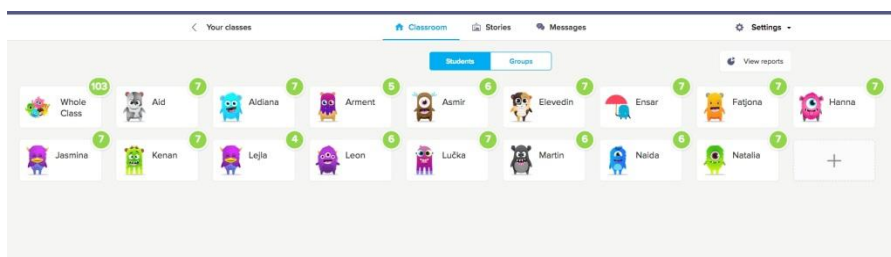 Your classes
Classroom
Stories
Messages
Settings
Students
Groups
View reports
103
Whole
Class
7
Aid
7
Aldiana
5
Arment
6
Asmir
7
Elevedin
7
Ensar
7
Fatjona
7
Hanna
7
Jasmina
7
Kenan
4
Lejla
6
Leon
7
Lučka
6
Martin
6
Naida
7
Natalia
+